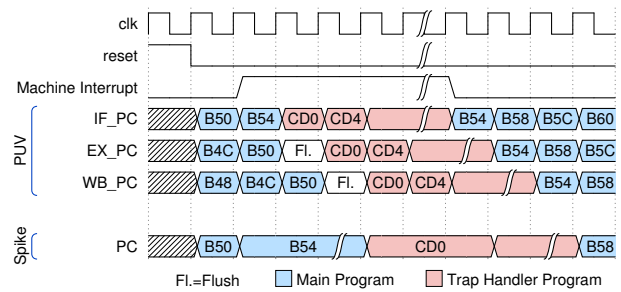 clk
reset
Machine Interrupt
PUV
IF_PC B50 B54 CD0 CD4 B54 B58 B5C B60
EX_PC B4C B50 Fl. CD0 CD4 B54 B58 B5C
WB_PC B48 B4C B50 Fl. CD0 CD4 B54 B58
Spike
PC B50 B54 CD0 B58
Fl.=Flush Main Program Trap Handler Program